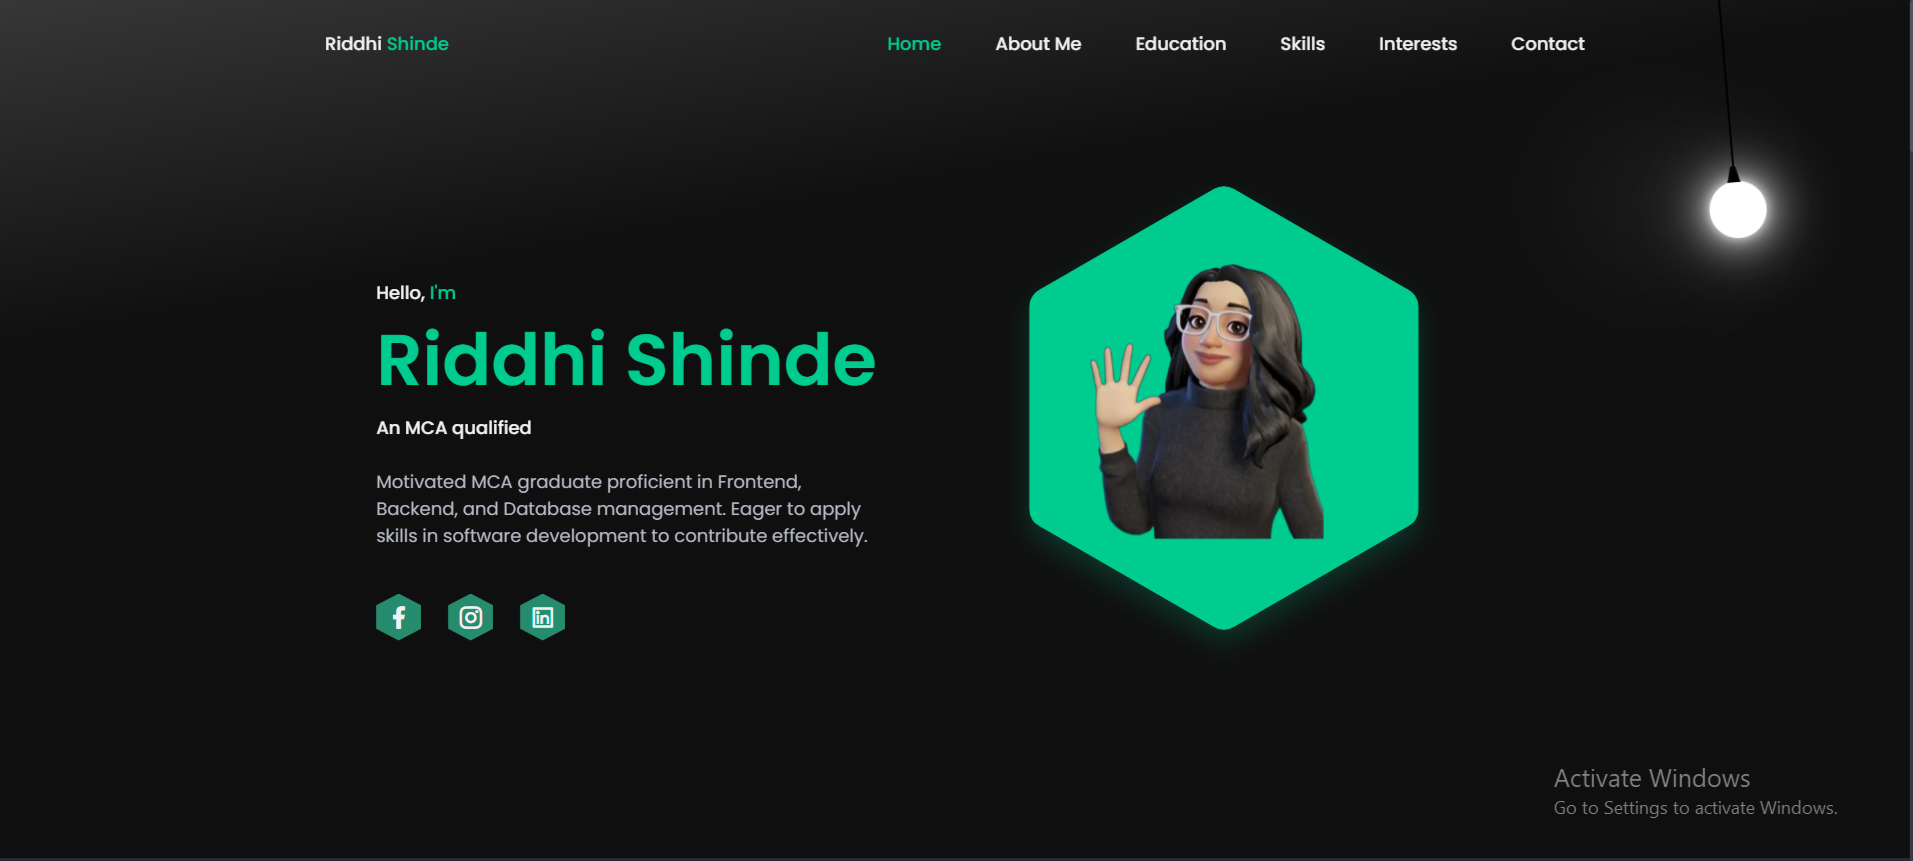 Riddhi Shinde
Home About Me Education Skills Interests Contact
Hello, I'm
Riddhi Shinde
An MCA qualified
Motivated MCA graduate proficient in Frontend,
Backend, and Database management. Eager to apply
skills in software development to contribute effectively.
Activate Windows
Go to Settings to activate Windows.